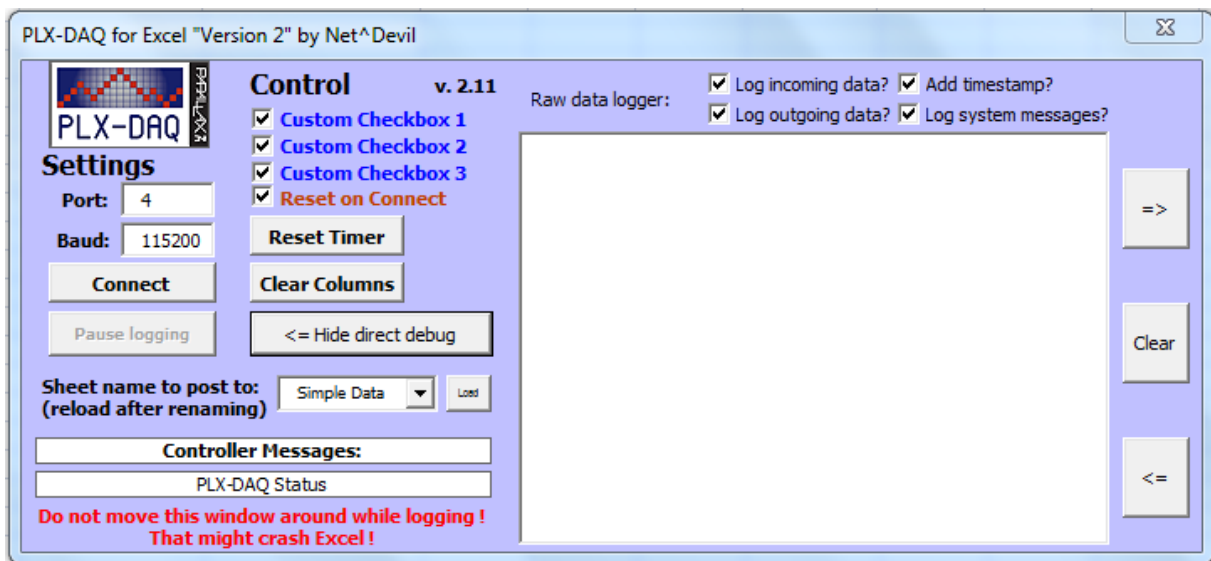 PLX-DAQ for Excel "Version 2" by Net^Devil
PLX-DAQ
PARALLAX
Control v. 2.11
Custom Checkbox 1
Custom Checkbox 2
Custom Checkbox 3
Reset on Connect
Settings
Port: 4
Baud: 115200
Reset Timer
Connect
Clear Columns
Pause logging
<= Hide direct debug
Sheet name to post to:
(reload after renaming)
Simple Data
Load
Controller Messages:
PLX-DAQ Status
Do not move this window around while logging !
That might crash Excel !
Raw data logger:
Log incoming data? Add timestamp?
Log outgoing data? Log system messages?
=>
Clear
<=